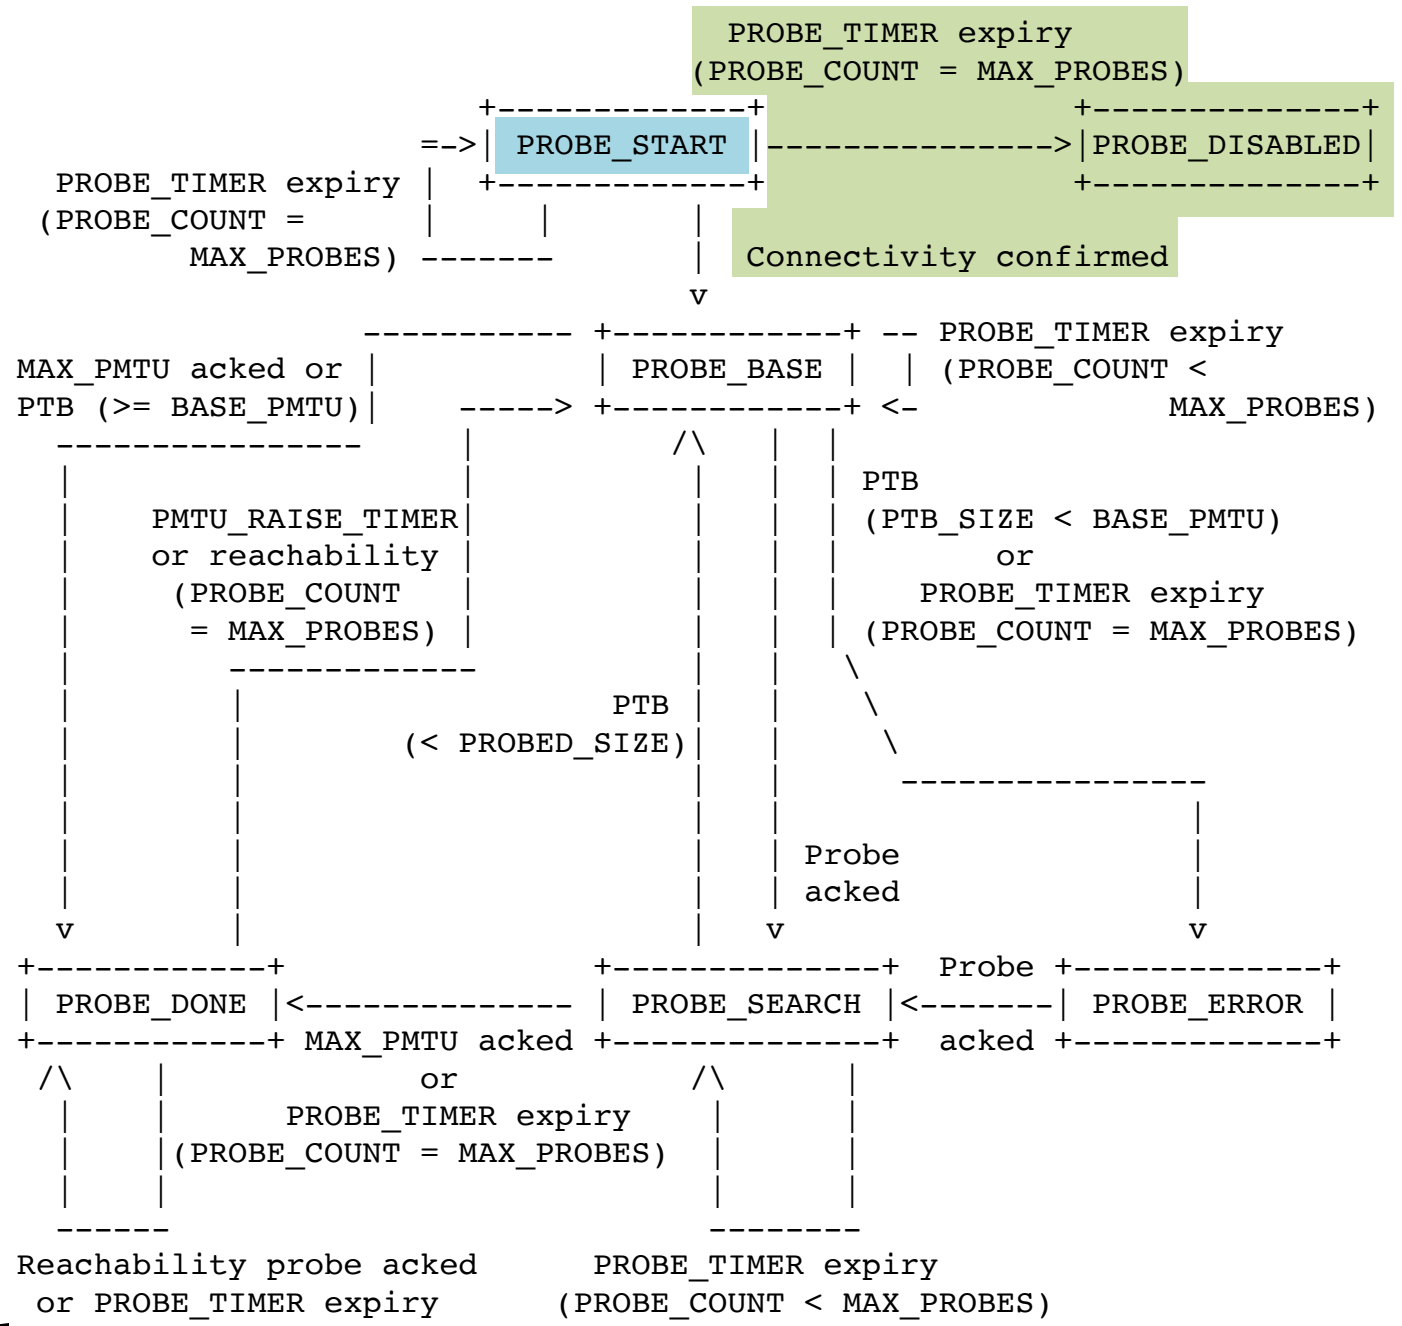 PROBE_TIMER expiry
(PROBE_COUNT = MAX_PROBES)
+-------------+ +--------------+
=->| PROBE_START |--------------->|PROBE_DISABLED|
PROBE_TIMER expiry | +-------------+ +--------------+
(PROBE_COUNT = | | |
MAX_PROBES) ------- | Connectivity confirmed
v
----------- +------------+ -- PROBE_TIMER expiry
MAX_PMTU acked or | | PROBE_BASE | | (PROBE_COUNT <
PTB (>= BASE_PMTU)| -----> +------------+ <- MAX_PROBES)
---------------- | /\ | |
| | | | | PTB
| PMTU_RAISE_TIMER| | | | (PTB_SIZE < BASE_PMTU)
| or reachability | | | | or
| (PROBE_COUNT | | | | PROBE_TIMER expiry
| = MAX_PROBES) | | | | (PROBE_COUNT = MAX_PROBES)
| ------------- | | \
| | PTB | | \
| | (< PROBED_SIZE)| | \
| | | | ----------------
| | | | |
| | | | Probe |
| | | | acked |
v | | v v
+------------+ +--------------+ Probe +-------------+
| PROBE_DONE |<-------------- | PROBE_SEARCH |<-------| PROBE_ERROR |
+------------+ MAX_PMTU acked +--------------+ acked +-------------+
/\ | or /\ |
| | PROBE_TIMER expiry | |
| |(PROBE_COUNT = MAX_PROBES) | |
| | | |
------ --------
Reachability probe acked PROBE_TIMER expiry
or PROBE_TIMER expiry (PROBE_COUNT < MAX_PROBES)